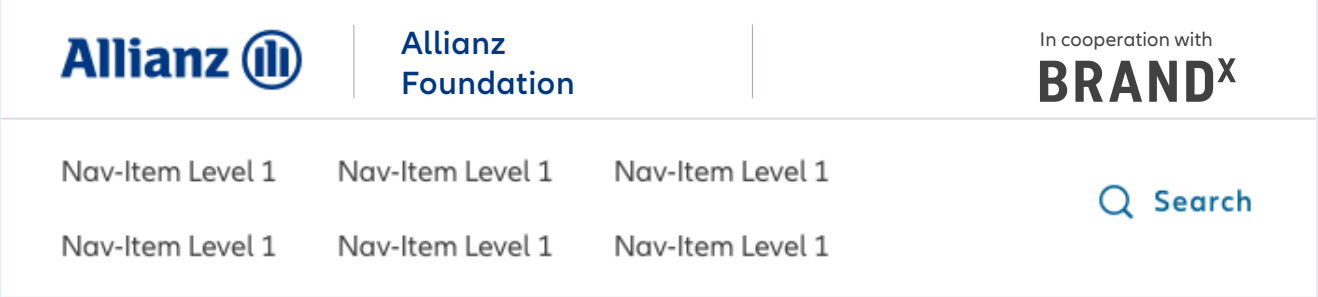 Allianz
Allianz
Foundation
In cooperation with
BRANDX
Nav-Item Level 1 Nav-Item Level 1 Nav-Item Level 1
Search
Nav-Item Level 1 Nav-Item Level 1 Nav-Item Level 1